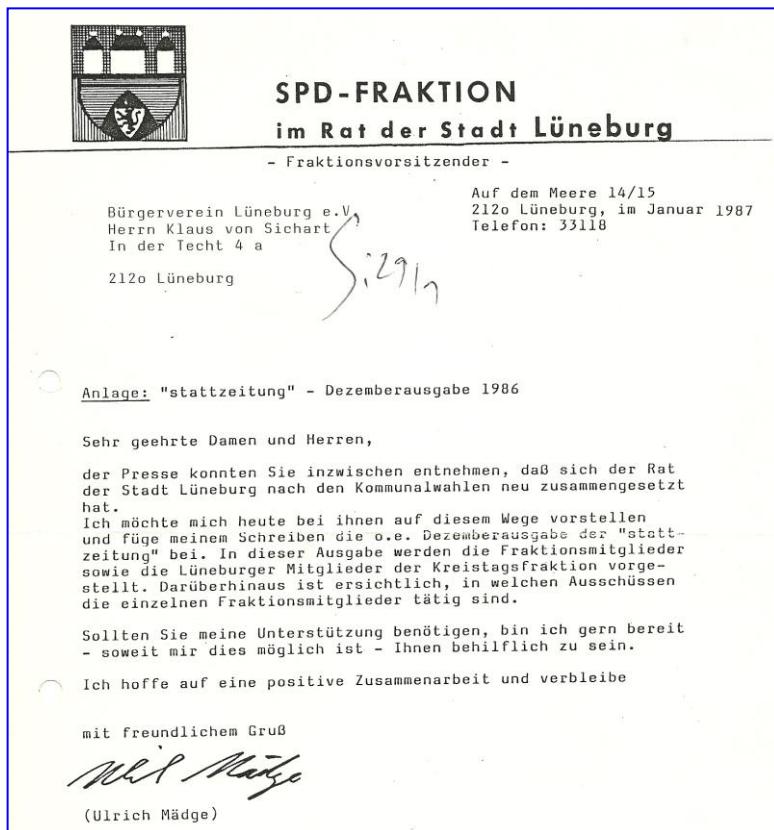 SPD-FRAKTION
im Rat der Stadt Lüneburg
- Fraktionsvorsitzender -
Auf dem Meere 14/15
212o Lüneburg, im Januar 1987
Telefon: 33118
Bürgerverein Lüneburg e.V.
Herrn Klaus von Sichart
In der Techt 4 a
212o Lüneburg
Anlage: "stattzeitung" - Dezemberausgabe 1986
Sehr geehrte Damen und Herren,
der Presse konnten Sie inzwischen entnehmen, daß sich der Rat
der Stadt Lüneburg nach den Kommunalwahlen neu zusammengesetzt
hat.
Ich möchte mich heute bei ihnen auf diesem Wege vorstellen
und füge meinem Schreiben die o.e. Dezemberausgabe der "statt-
zeitung" bei. In dieser Ausgabe werden die Fraktionsmitglieder
sowie die Lüneburger Mitglieder der Kreistagsfraktion vorge-
stellt. Darüberhinaus ist ersichtlich, in welchen Ausschüssen
die einzelnen Fraktionsmitglieder tätig sind.
Sollten Sie meine Unterstützung benötigen, bin ich gern bereit
- soweit mir dies möglich ist - Ihnen behilflich zu sein.
Ich hoffe auf eine positive Zusammenarbeit und verbleibe
mit freundlichem Gruß
Mädge
(Ulrich Mädge)